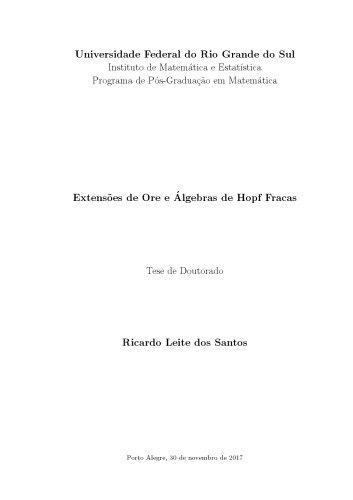 Universidade Federal do Rio Grande do Sul
Instituto de Matemática e Estatística
Programa de Pós-Graduação em Matemática
Extensões de Ore e Álgebras de Hopf Fracas
Tese de Doutorado
Ricardo Leite dos Santos
Porto Alegre, 30 de novembro de 2017